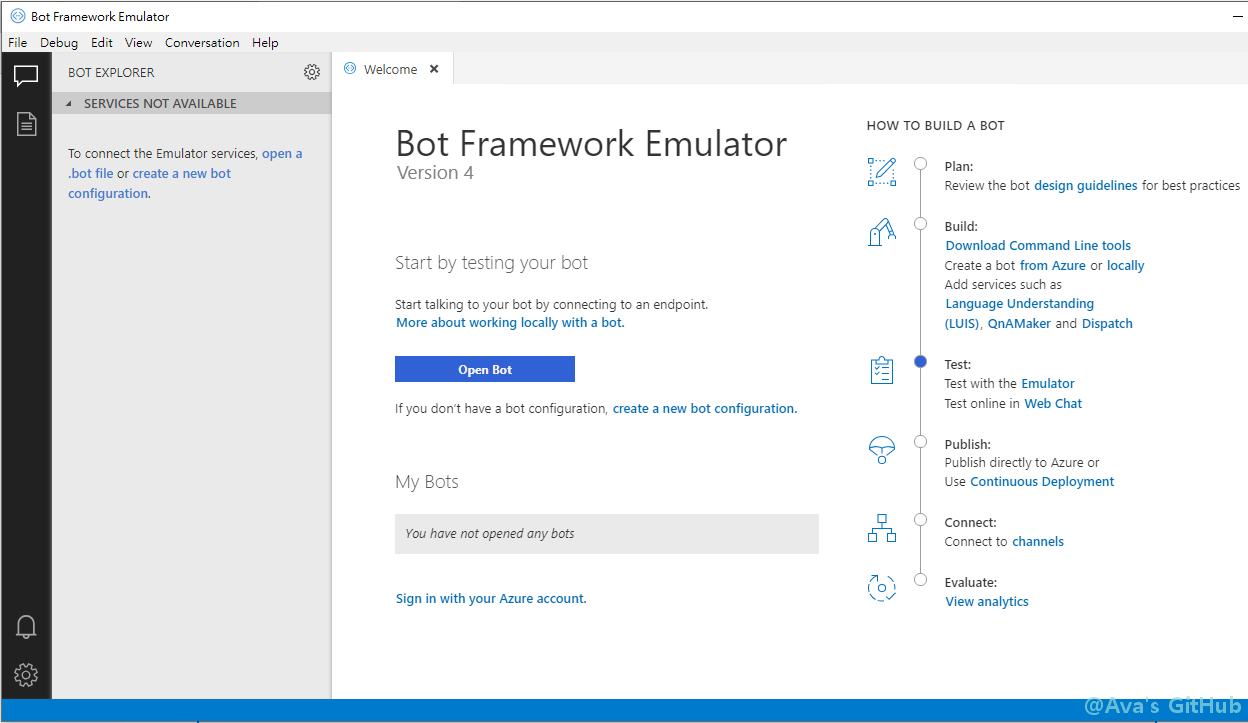 Bot Framework Emulator
File Debug Edit View Conversation Help
BOT EXPLORER
SERVICES NOT AVAILABLE
To connect the Emulator services, open a
.bot file or create a new bot
configuration.
Welcome
Bot Framework Emulator
Version 4
Start by testing your bot
Start talking to your bot by connecting to an endpoint.
More about working locally with a bot.
Open Bot
If you don't have a bot configuration, create a new bot configuration.
My Bots
You have not opened any bots
Sign in with your Azure account.
HOW TO BUILD A BOT
Plan:
Review the bot design guidelines for best practices
Build:
Download Command Line tools
Create a bot from Azure or locally
Add services such as
Language Understanding
(LUIS), QnAMaker and Dispatch
Test:
Test with the Emulator
Test online in Web Chat
Publish:
Publish directly to Azure or
Use Continuous Deployment
Connect:
Connect to channels
Evaluate:
View analytics
@Ava's GitHub